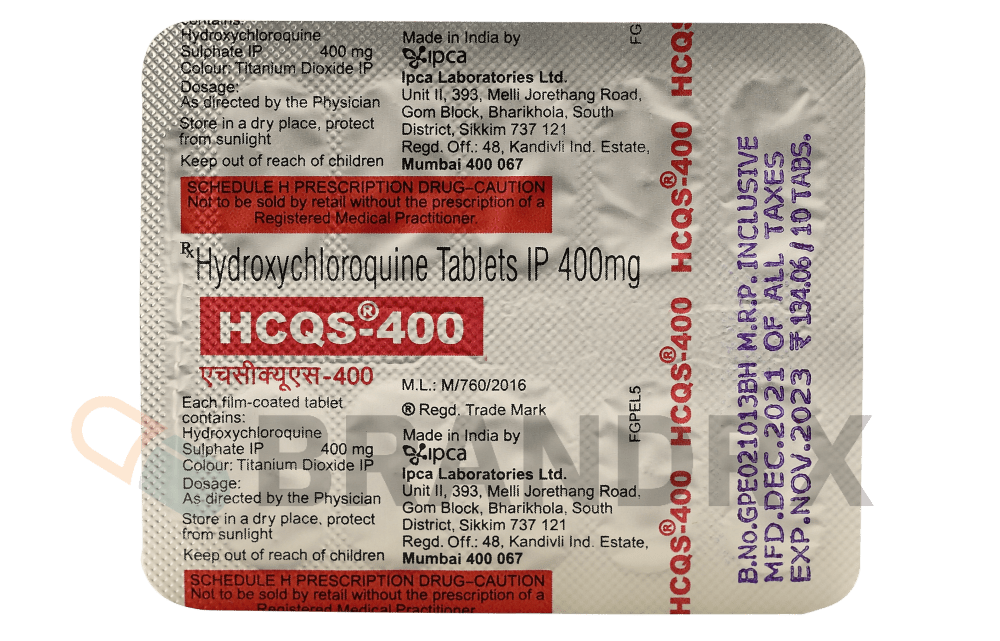 contains:
Hydroxychloroquine
Sulphate IP 400 mg
Colour: Titanium Dioxide IP
Dosage:
As directed by the Physician
Store in a dry place, protect
from sunlight
Keep out of reach of children
Made in India by
ipca
Ipca Laboratories Ltd.
Unit II, 393, Melli Jorethang Road,
Gom Block, Bharikhola, South
District, Sikkim 737 121
Regd. Off.: 48, Kandivli Ind. Estate,
Mumbai 400 067
SCHEDULE H PRESCRIPTION DRUG–CAUTION
Not to be sold by retail without the prescription of a
Registered Medical Practitioner.
Rx Hydroxychloroquine Tablets IP 400mg
HCQS®-400
एचसीक्यूएस-400
Each film-coated tablet
contains:
Hydroxychloroquine
Sulphate IP 400 mg
Colour: Titanium Dioxide IP
Dosage:
As directed by the Physician
Store in a dry place, protect
from sunlight
Keep out of reach of children
M.L.: M/760/2016
® Regd. Trade Mark
Made in India by
ipca
Ipca Laboratories Ltd.
Unit II, 393, Melli Jorethang Road,
Gom Block, Bharikhola, South
District, Sikkim 737 121
Regd. Off.: 48, Kandivli Ind. Estate,
Mumbai 400 067
SCHEDULE H PRESCRIPTION DRUG–CAUTION
Not to be sold by retail without the prescription of a
Registered Medical Practitioner
FG
FGPEL5
HCQS
HCQS®-400
HCQS®-400
HCQS®-400
B.No.GPE021013BH M.R.P. INCLUSIVE
MFD.DEC.2021 OF ALL TAXES
EXP.NOV.2023 ₹ 134.06/10 TABS.
BRANDFX